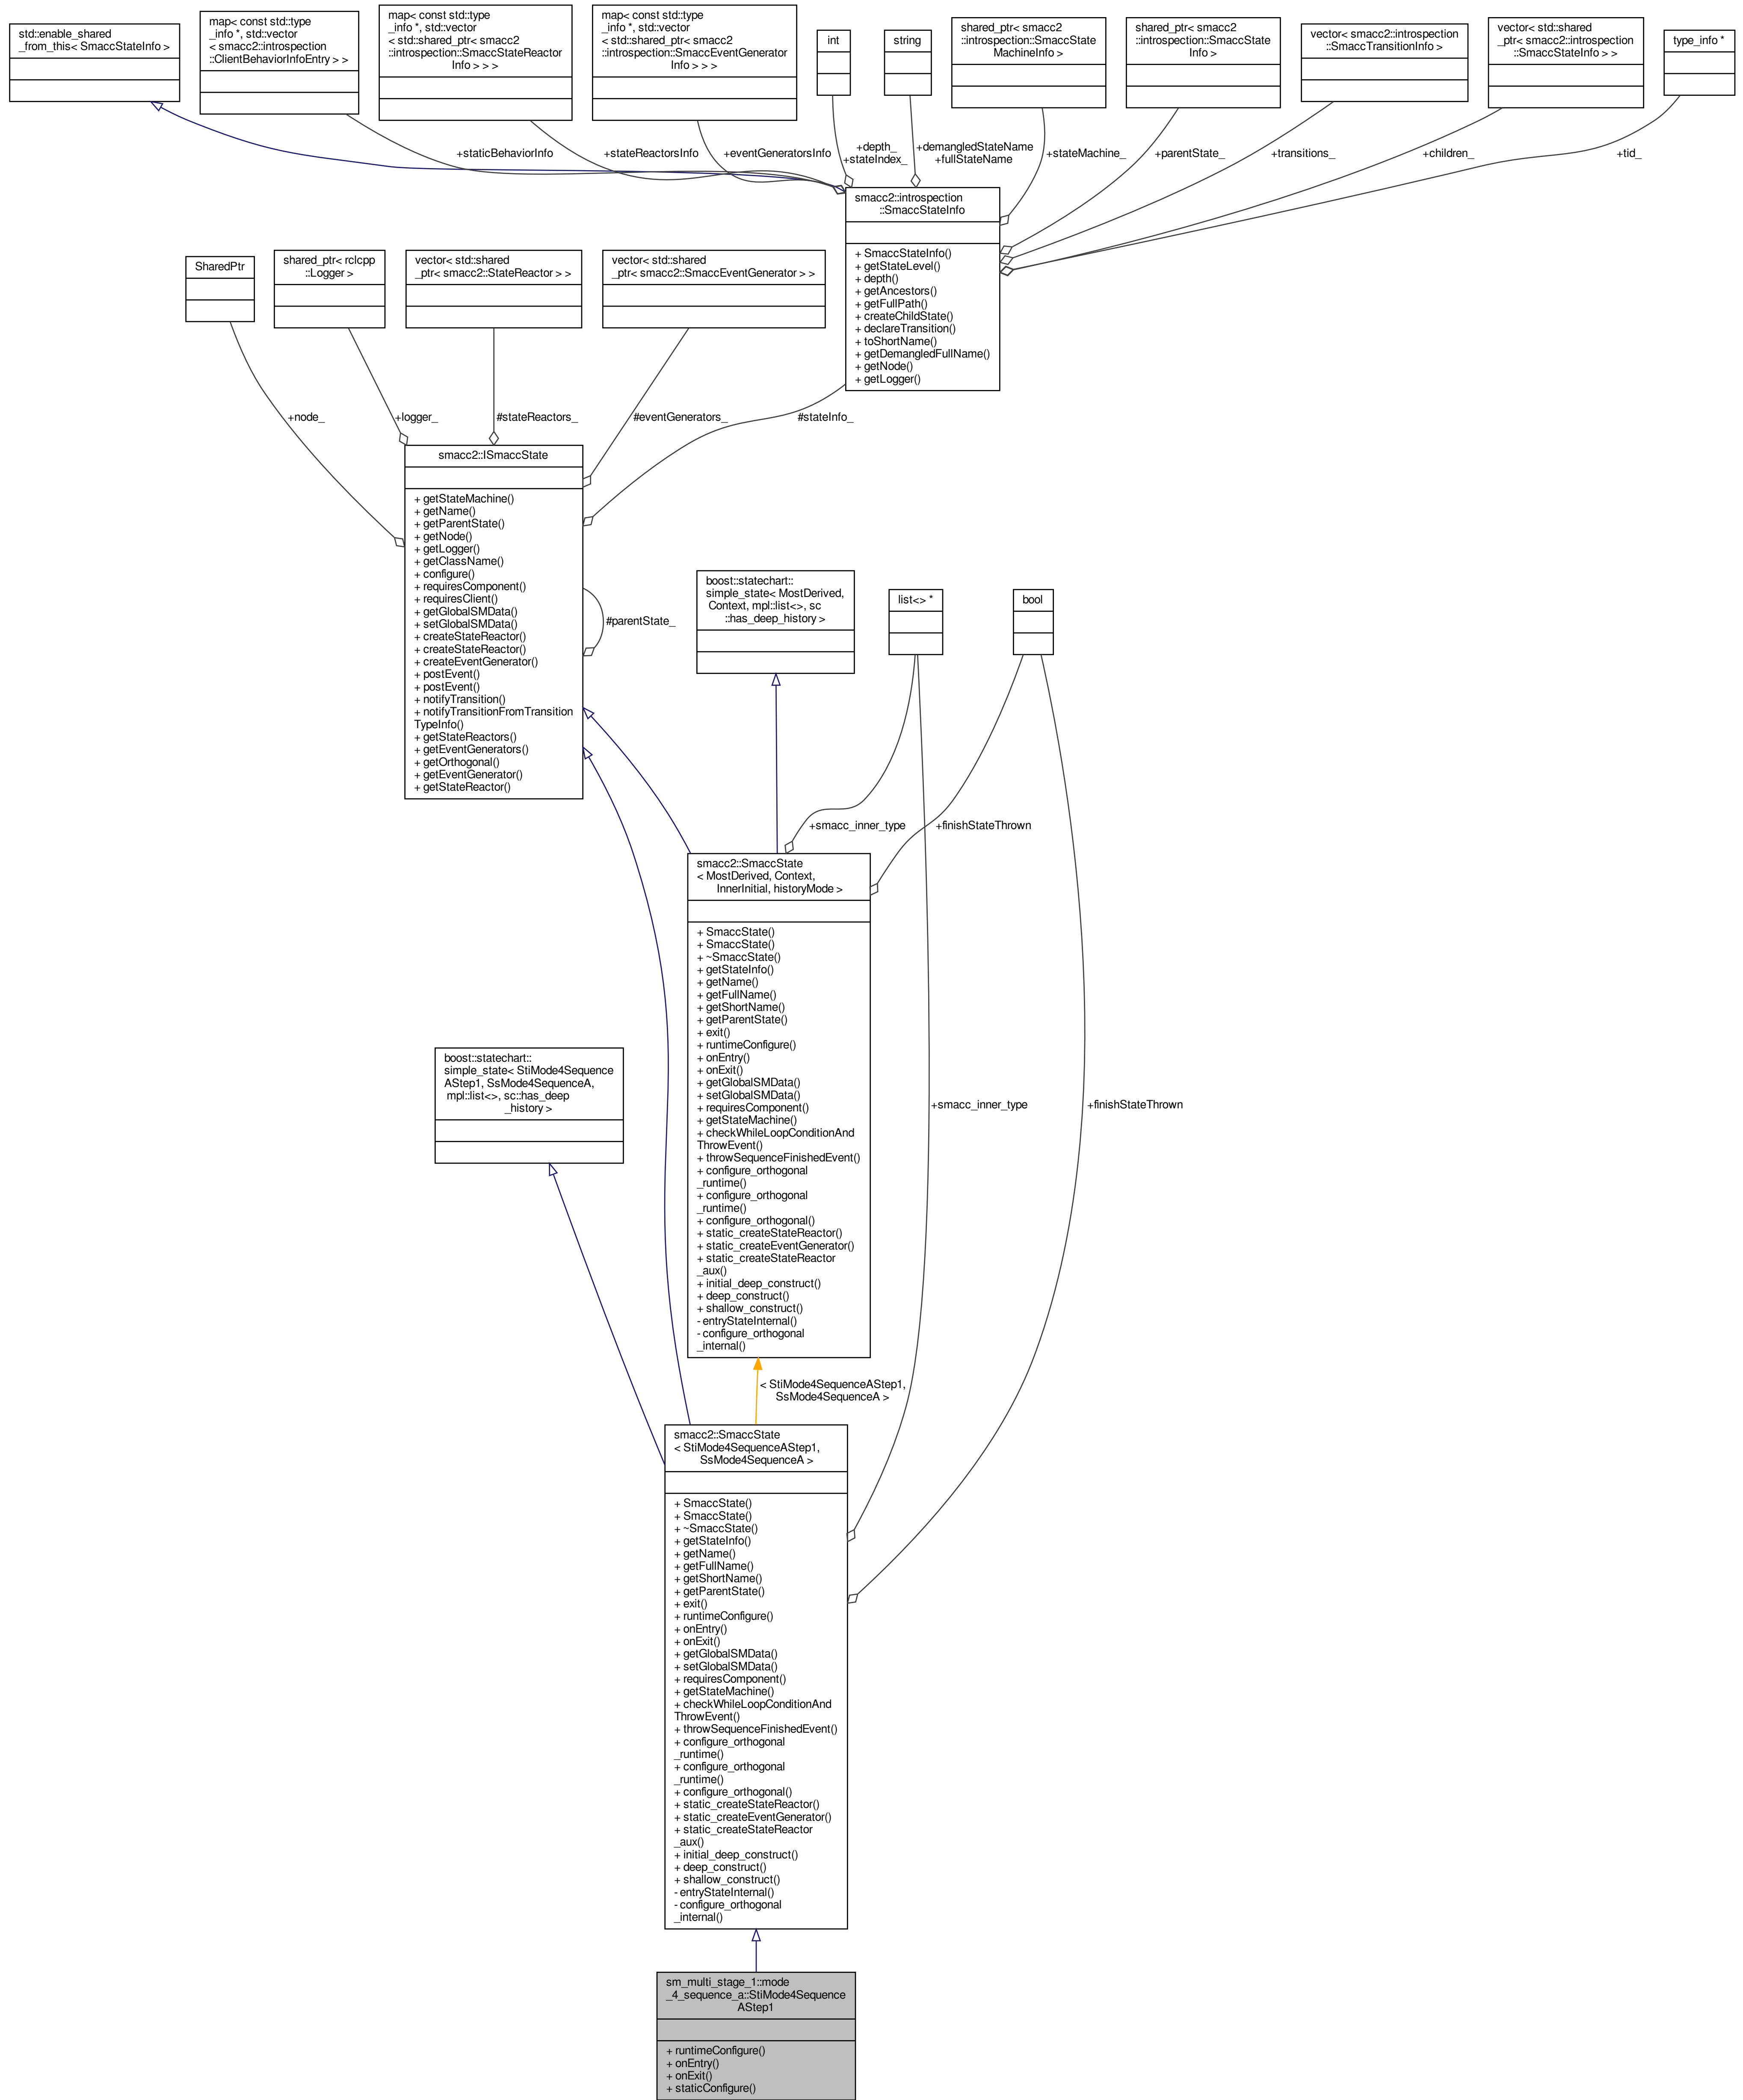 std::enable_shared
_from_this< SmaccStateInfo >
map< const std::type
_info *, std::vector
< smacc2::introspection
::ClientBehaviorInfoEntry > >
map< const std::type
_info *, std::vector
< std::shared_ptr< smacc2
::introspection::SmaccStateReactor
Info > > >
map< const std::type
_info *, std::vector
< std::shared_ptr< smacc2
::introspection::SmaccEventGenerator
Info > > >
int
string
shared_ptr< smacc2
::introspection::SmaccState
MachineInfo >
shared_ptr< smacc2
::introspection::SmaccState
Info >
vector< smacc2::introspection
::SmaccTransitionInfo >
vector< std::shared
_ptr< smacc2::introspection
::SmaccStateInfo > >
type_info *
+staticBehaviorInfo
+stateReactorsInfo
+eventGeneratorsInfo
+depth_
+stateIndex_
+demangledStateName
+fullStateName
+stateMachine_
+parentState_
+transitions_
+children_
+tid_
smacc2::introspection
::SmaccStateInfo
+ SmaccStateInfo()
+ getStateLevel()
+ depth()
+ getAncestors()
+ getFullPath()
+ createChildState()
+ declareTransition()
+ toShortName()
+ getDemangledFullName()
+ getNode()
+ getLogger()
SharedPtr
shared_ptr< rclcpp
::Logger >
vector< std::shared
_ptr< smacc2::StateReactor > >
vector< std::shared
_ptr< smacc2::SmaccEventGenerator > >
+node_
+logger_
#stateReactors_
#eventGenerators_
#stateInfo_
smacc2::ISmaccState
+ getStateMachine()
+ getName()
+ getParentState()
+ getNode()
+ getLogger()
+ getClassName()
+ configure()
+ requiresComponent()
+ requiresClient()
+ getGlobalSMData()
+ setGlobalSMData()
+ createStateReactor()
+ createStateReactor()
+ createEventGenerator()
+ postEvent()
+ postEvent()
+ notifyTransition()
+ notifyTransitionFromTransition
TypeInfo()
+ getStateReactors()
+ getEventGenerators()
+ getOrthogonal()
+ getEventGenerator()
+ getStateReactor()
#parentState_
boost::statechart::
simple_state< MostDerived,
Context, mpl::list<>, sc
::has_deep_history >
list<> *
bool
+smacc_inner_type
+finishStateThrown
smacc2::SmaccState
< MostDerived, Context,
InnerInitial, historyMode >
+ SmaccState()
+ SmaccState()
+ ~SmaccState()
+ getStateInfo()
+ getName()
+ getFullName()
+ getShortName()
+ getParentState()
+ exit()
+ runtimeConfigure()
+ onEntry()
+ onExit()
+ getGlobalSMData()
+ setGlobalSMData()
+ requiresComponent()
+ getStateMachine()
+ checkWhileLoopConditionAnd
ThrowEvent()
+ throwSequenceFinishedEvent()
+ configure_orthogonal
_runtime()
+ configure_orthogonal
_runtime()
+ configure_orthogonal()
+ static_createStateReactor()
+ static_createEventGenerator()
+ static_createStateReactor
_aux()
+ initial_deep_construct()
+ deep_construct()
+ shallow_construct()
- entryStateInternal()
- configure_orthogonal
_internal()
boost::statechart::
simple_state< StiMode4Sequence
AStep1, SsMode4SequenceA,
mpl::list<>, sc::has_deep
_history >
+smacc_inner_type
+finishStateThrown
< StiMode4SequenceAStep1,
SsMode4SequenceA >
smacc2::SmaccState
< StiMode4SequenceAStep1,
SsMode4SequenceA >
+ SmaccState()
+ SmaccState()
+ ~SmaccState()
+ getStateInfo()
+ getName()
+ getFullName()
+ getShortName()
+ getParentState()
+ exit()
+ runtimeConfigure()
+ onEntry()
+ onExit()
+ getGlobalSMData()
+ setGlobalSMData()
+ requiresComponent()
+ getStateMachine()
+ checkWhileLoopConditionAnd
ThrowEvent()
+ throwSequenceFinishedEvent()
+ configure_orthogonal
_runtime()
+ configure_orthogonal
_runtime()
+ configure_orthogonal()
+ static_createStateReactor()
+ static_createEventGenerator()
+ static_createStateReactor
_aux()
+ initial_deep_construct()
+ deep_construct()
+ shallow_construct()
- entryStateInternal()
- configure_orthogonal
_internal()
sm_multi_stage_1::mode
_4_sequence_a::StiMode4Sequence
AStep1
+ runtimeConfigure()
+ onEntry()
+ onExit()
+ staticConfigure()